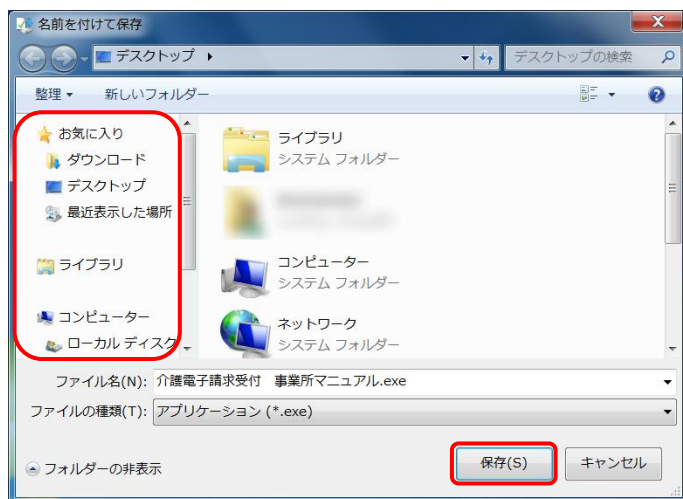 名前を付けて保存
デスクトップ
デスクトップの検索
整理
新しいフォルダー
お気に入り
ダウンロード
デスクトップ
最近表示した場所
ライブラリ
コンピューター
ローカル ディスク
ライブラリ
システム フォルダー
コンピューター
システム フォルダー
ネットワーク
システム フォルダー
ファイル名(N): 介護電子請求受付　事業所マニュアル.exe
ファイルの種類(T): アプリケーション (*.exe)
フォルダーの非表示
保存(S)
キャンセル